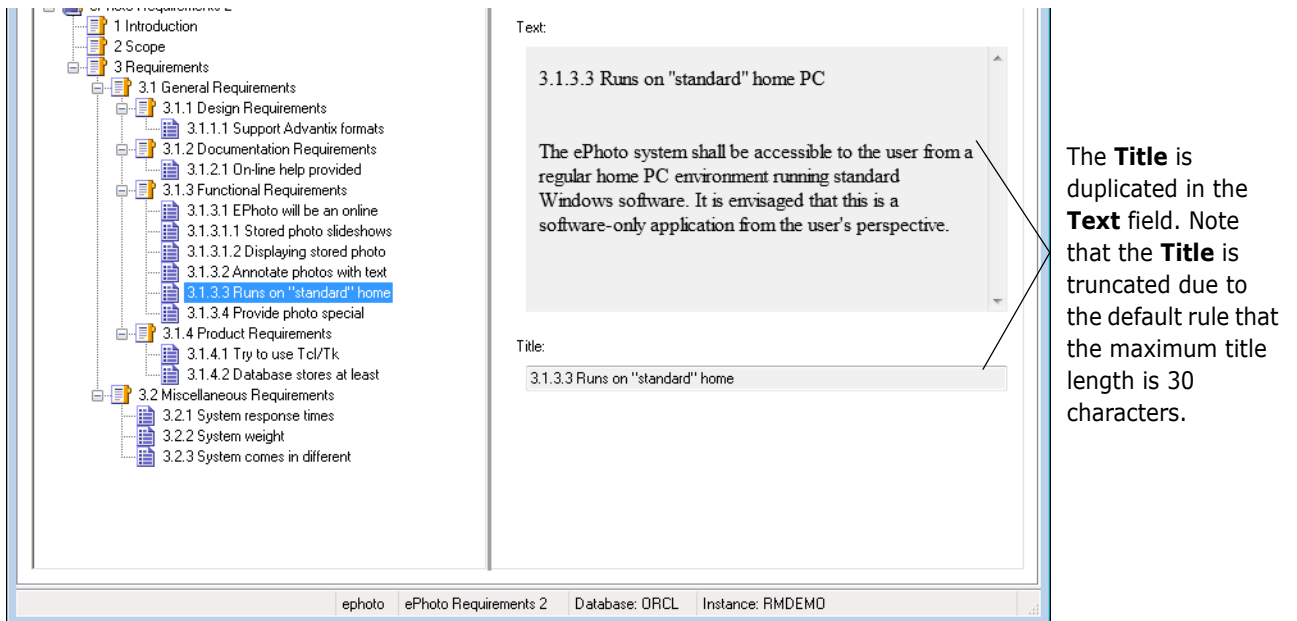 ePhoto Requirements 2
1 Introduction
2 Scope
3 Requirements
3.1 General Requirements
3.1.1 Design Requirements
3.1.1.1 Support Advantix formats
3.1.2 Documentation Requirements
3.1.2.1 On-line help provided
3.1.3 Functional Requirements
3.1.3.1 EPhoto will be an online
3.1.3.1.1 Stored photo slideshows
3.1.3.1.2 Displaying stored photo
3.1.3.2 Annotate photos with text
3.1.3.3 Runs on "standard" home
3.1.3.4 Provide photo special
3.1.4 Product Requirements
3.1.4.1 Try to use Tcl/Tk
3.1.4.2 Database stores at least
3.2 Miscellaneous Requirements
3.2.1 System response times
3.2.2 System weight
3.2.3 System comes in different
Text:
3.1.3.3 Runs on "standard" home PC
The ePhoto system shall be accessible to the user from a
regular home PC environment running standard
Windows software. It is envisaged that this is a
software-only application from the user's perspective.
Title:
3.1.3.3 Runs on "standard" home
The Title is
duplicated in the
Text field. Note
that the Title is
truncated due to
the default rule that
the maximum title
length is 30
characters.
ephoto ePhoto Requirements 2 Database: ORCL Instance: RMDEMO